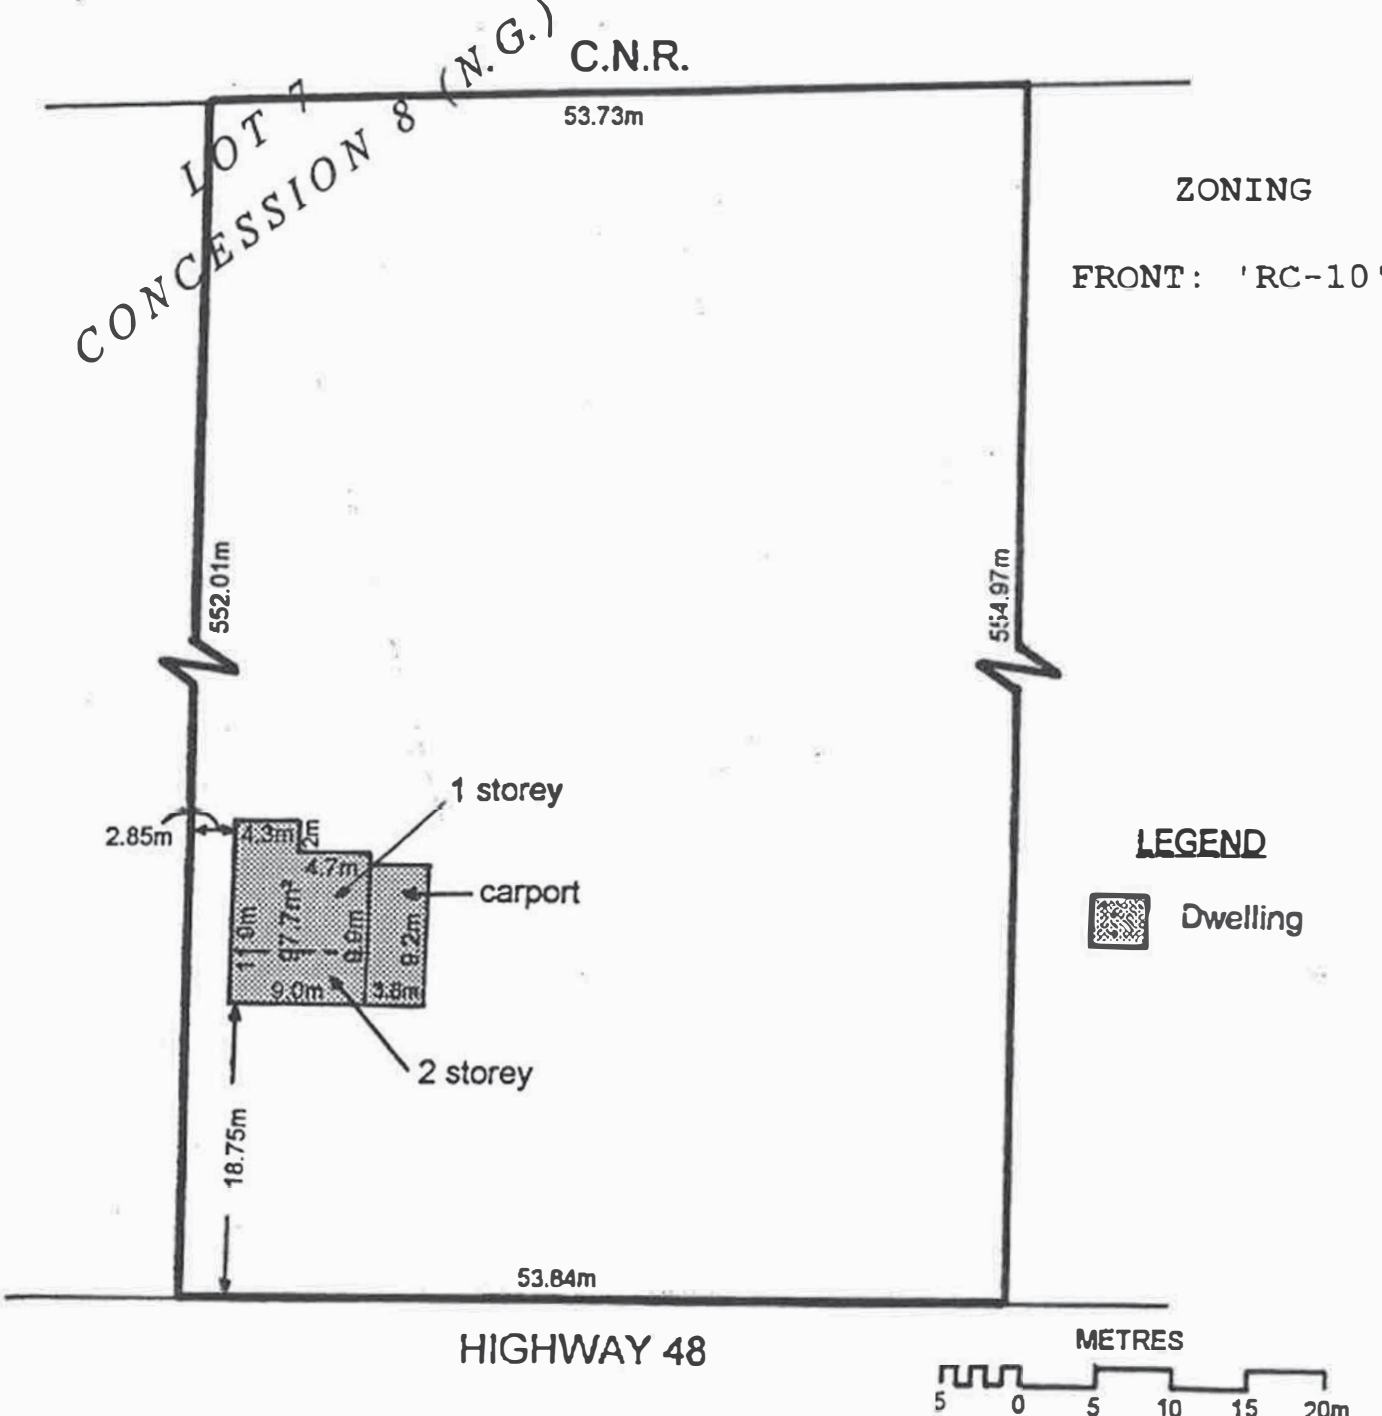 C.N.R.
53.73m
LOT 7
CONCESSION 8 (N.G.)
ZONING
FRONT: 'RC-10'
552.01m
554.97m
1 storey
2.85m
4.3m
2m
4.7m
carport
LEGEND
Dwelling
11.9m
97.7m²
9.9m
9.2m
9.0m
3.8m
2 storey
18.75m
53.84m
HIGHWAY 48
METRES
5 0 5 10 15 20m